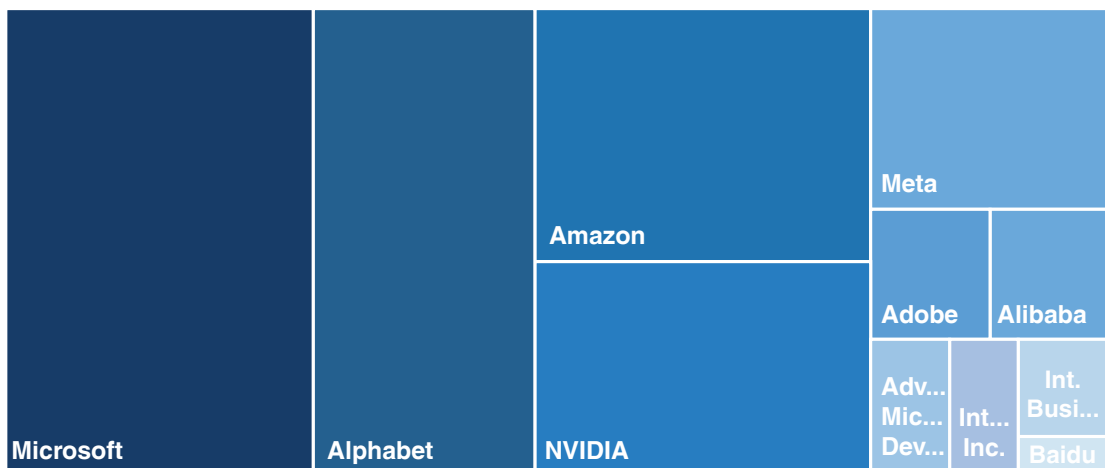 Microsoft
Alphabet
Amazon
NVIDIA
Meta
Adobe
Alibaba
Adv...
Mic...
Dev...
Int...
Inc.
Int.
Busi...
Baidu